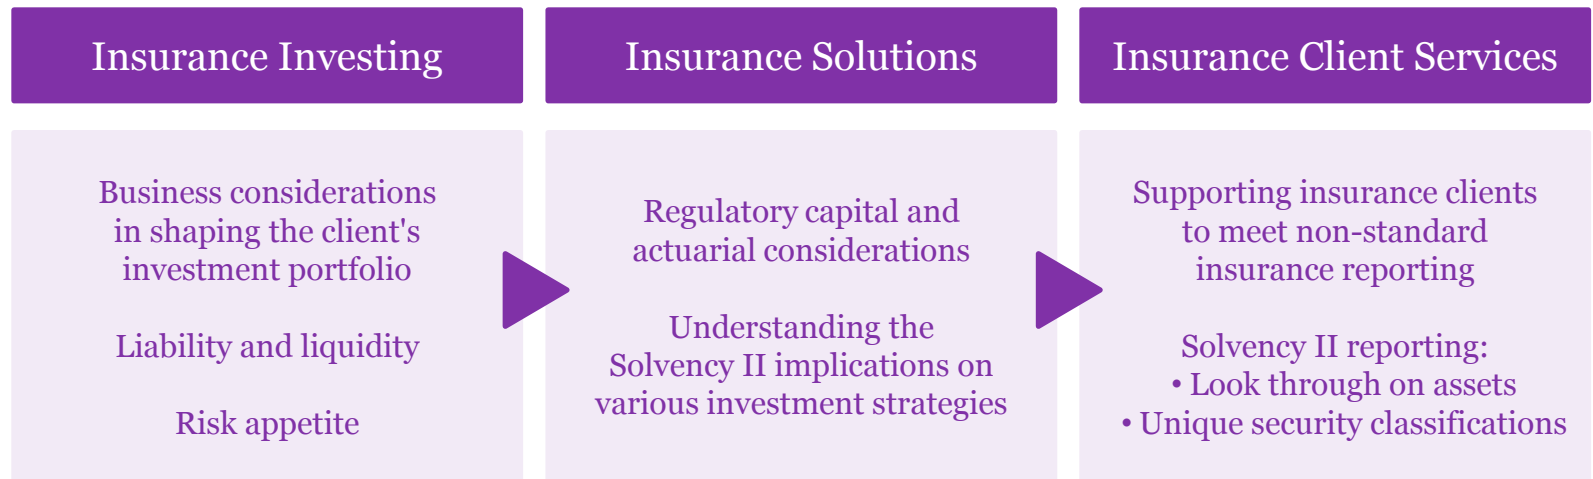 Insurance Investing
Business considerations
in shaping the client's
investment portfolio
Liability and liquidity
Risk appetite
Insurance Solutions
Regulatory capital and
actuarial considerations
Understanding the
Solvency II implications on
various investment strategies
Insurance Client Services
Supporting insurance clients
to meet non-standard
insurance reporting
Solvency II reporting:
• Look through on assets
• Unique security classifications